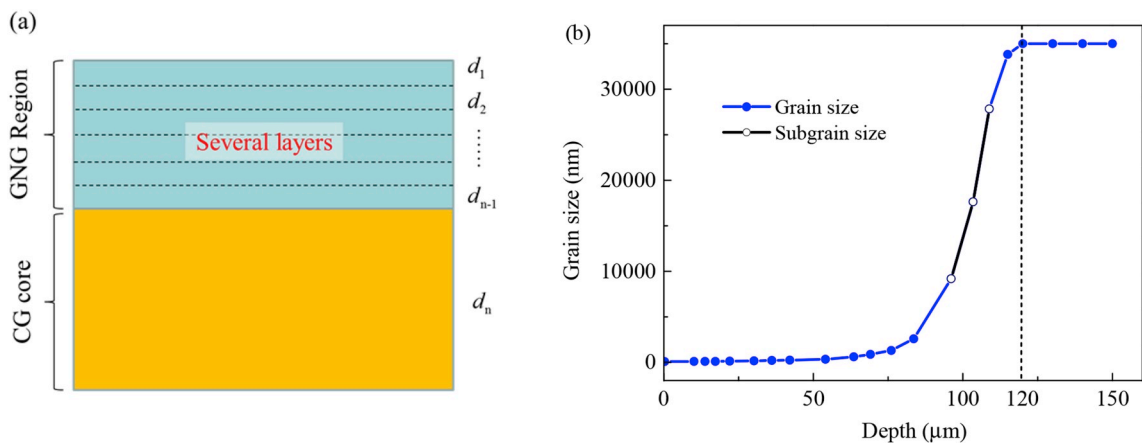 (a)
GNG Region
CG core
Several layers
d1
d2
......
dn-1
dn
(b)
Grain size (nm)
30000
20000
10000
0
Grain size
Subgrain size
0
50
100
120
150
Depth (μm)